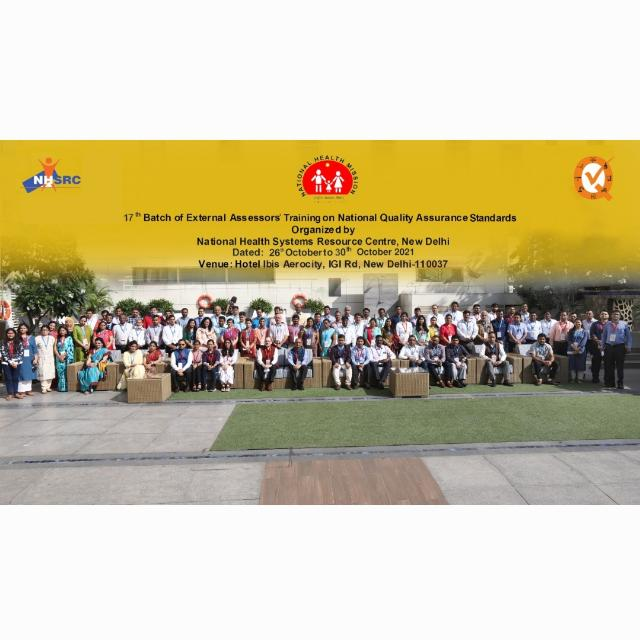 NHSRC
NATIONAL HEALTH MISSION
17th Batch of External Assessors' Training on National Quality Assurance Standards
Organized by
National Health Systems Resource Centre, New Delhi
Dated: 26th October to 30th October 2021
Venue: Hotel Ibis Aerocity, IGI Rd, New Delhi-110037